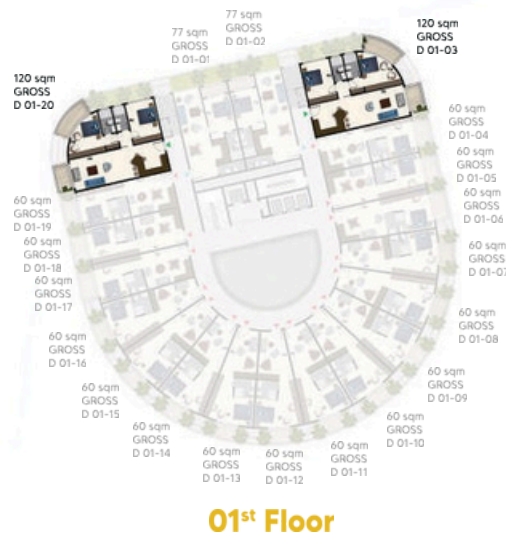 77 sqm
GROSS
D 01-01
77 sqm
GROSS
D 01-02
120 sqm
GROSS
D 01-03
60 sqm
GROSS
D 01-04
60 sqm
GROSS
D 01-05
60 sqm
GROSS
D 01-06
60 sqm
GROSS
D 01-07
60 sqm
GROSS
D 01-08
60 sqm
GROSS
D 01-09
60 sqm
GROSS
D 01-10
60 sqm
GROSS
D 01-11
60 sqm
GROSS
D 01-12
60 sqm
GROSS
D 01-13
60 sqm
GROSS
D 01-14
60 sqm
GROSS
D 01-15
60 sqm
GROSS
D 01-16
60 sqm
GROSS
D 01-17
60 sqm
GROSS
D 01-18
60 sqm
GROSS
D 01-19
120 sqm
GROSS
D 01-20
01st Floor